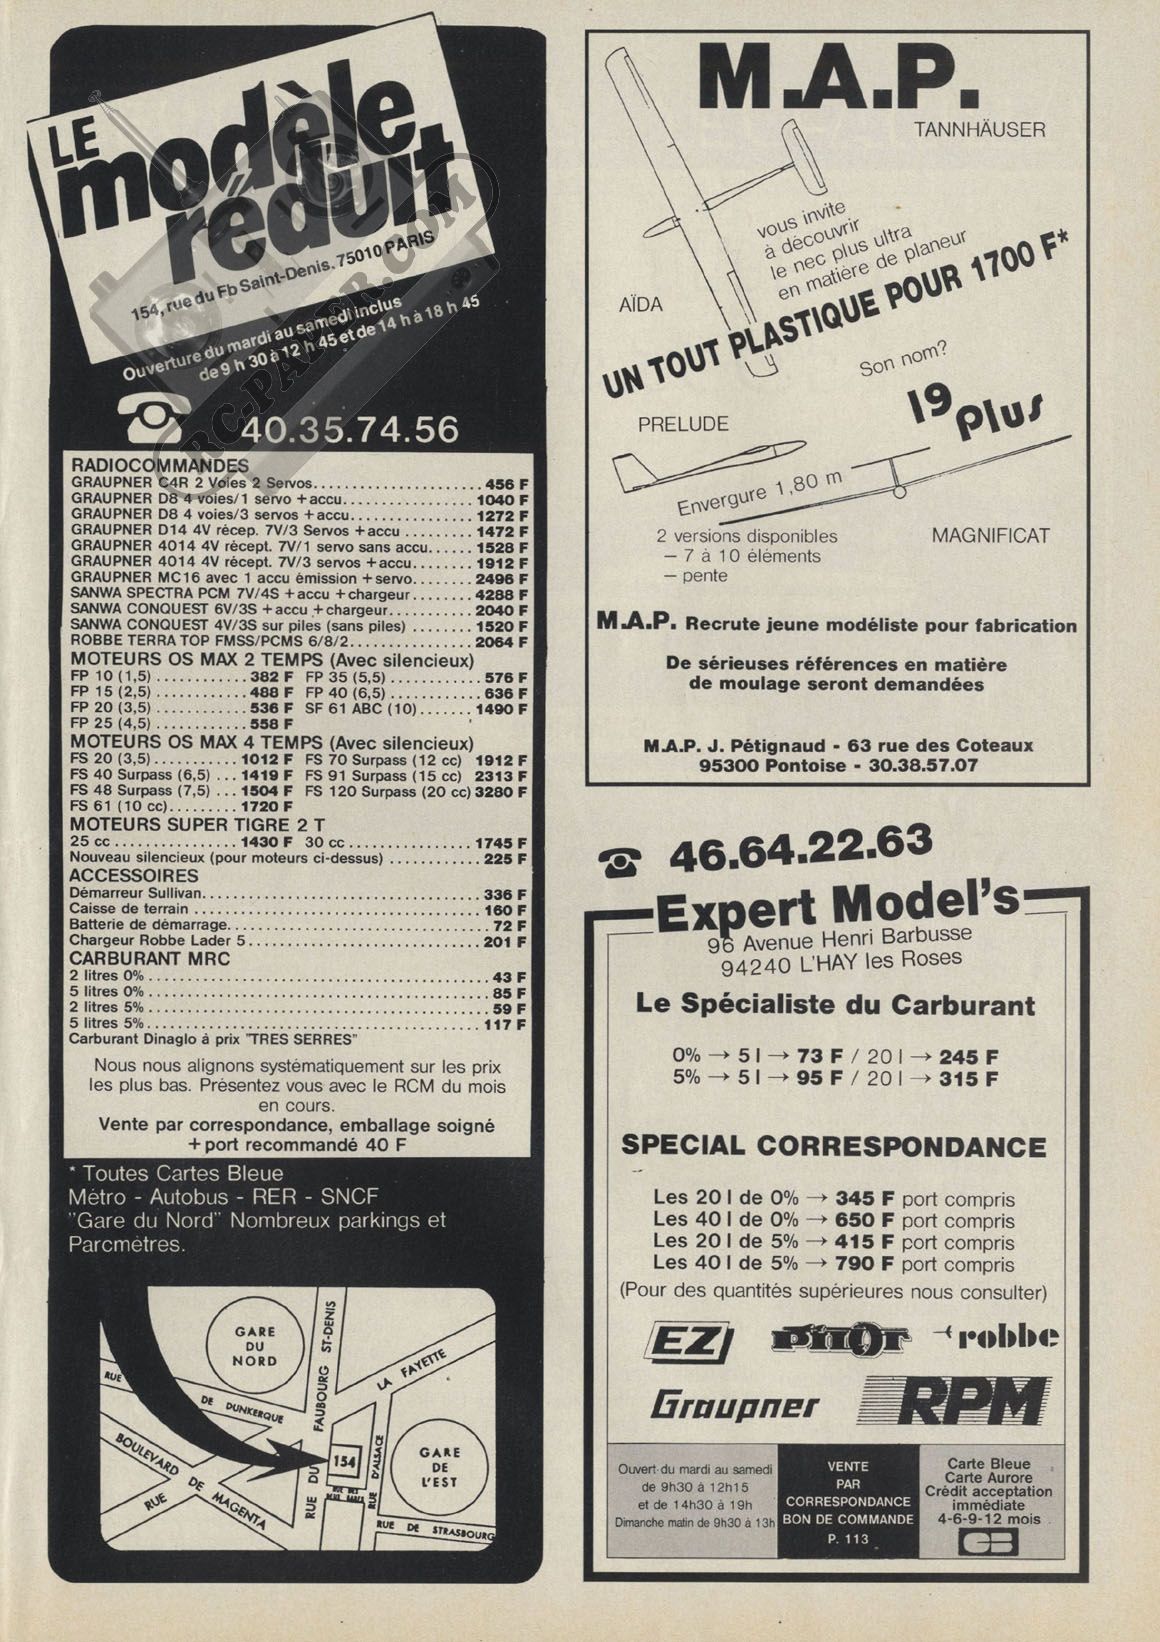 LE
modèle
réduit
154, rue du Fb Saint-Denis. 75010 PARIS
Ouverture du mardi au samedi inclus
de 9 h 30 à 12 h 45 et de 14 h à 18 h 45
RC-PAPIER.COM
40.35.74.56
RADIOCOMMANDES
GRAUPNER C4R 2 Voies 2 Servos........................ 456 F
GRAUPNER D8 4 voies/1 servo + accu.................. 1040 F
GRAUPNER D8 4 voies/3 servos + accu................. 1272 F
GRAUPNER D14 4V récep. 7V/3 Servos + accu .......... 1472 F
GRAUPNER 4014 4V récept. 7V/1 servo sans accu...... 1528 F
GRAUPNER 4014 4V récept. 7V/3 servos + accu........ 1912 F
GRAUPNER MC16 avec 1 accu émission + servo......... 2496 F
SANWA SPECTRA PCM 7V/4S + accu + chargeur ......... 4288 F
SANWA CONQUEST 6V/3S + accu + chargeur............ 2040 F
SANWA CONQUEST 4V/3S sur piles (sans piles) ........ 1520 F
ROBBE TERRA TOP FMSS/PCMS 6/8/2................... 2064 F
MOTEURS OS MAX 2 TEMPS (Avec silencieux)
FP 10 (1,5) ............ 382 F FP 35 (5,5) ............. 576 F
FP 15 (2,5) ............ 488 F FP 40 (6,5) ............. 636 F
FP 20 (3,5) ............ 536 F SF 61 ABC (10)....... 1490 F
FP 25 (4,5) ............ 558 F
MOTEURS OS MAX 4 TEMPS (Avec silencieux)
FS 20 (3,5)........... 1012 F FS 70 Surpass (12 cc) 1912 F
FS 40 Surpass (6,5) ... 1419 F FS 91 Surpass (15 cc) 2313 F
FS 48 Surpass (7,5) ... 1504 F FS 120 Surpass (20 cc) 3280 F
FS 61 (10 cc)......... 1720 F
MOTEURS SUPER TIGRE 2 T
25 cc ................ 1430 F 30 cc ................. 1745 F
Nouveau silencieux (pour moteurs ci-dessus) ............ 225 F
ACCESSOIRES
Démarreur Sullivan.................................... 336 F
Caisse de terrain ..................................... 160 F
Batterie de démarrage.................................. 72 F
Chargeur Robbe Lader 5................................ 201 F
CARBURANT MRC
2 litres 0%............................................ 43 F
5 litres 0%............................................ 85 F
2 litres 5%............................................ 59 F
5 litres 5%........................................... 117 F
Carburant Dinaglo à prix "TRES SERRES"
Nous nous alignons systématiquement sur les prix
les plus bas. Présentez vous avec le RCM du mois
en cours.
Vente par correspondance, emballage soigné
+ port recommandé 40 F
* Toutes Cartes Bleue
Métro - Autobus - RER - SNCF
"Gare du Nord" Nombreux parkings et
Parcmètres.
GARE
DU
NORD
RUE DE DUNKERQUE
BOULEVARD DE MAGENTA
RUE
RUE DU FAUBOURG ST-DENIS
LA FAYETTE
154
RUE DES
DEUX GARES
RUE D'ALSACE
GARE
DE
L'EST
RUE DE STRASBOURG
M.A.P.
TANNHÄUSER
vous invite
à découvrir
le nec plus ultra
en matière de planeur
AÏDA
UN TOUT PLASTIQUE POUR 1700 F*
Son nom?
19 plus
PRELUDE
Envergure 1,80 m
2 versions disponibles
– 7 à 10 éléments
– pente
MAGNIFICAT
M.A.P. Recrute jeune modéliste pour fabrication
De sérieuses références en matière
de moulage seront demandées
M.A.P. J. Pétignaud - 63 rue des Coteaux
95300 Pontoise - 30.38.57.07
46.64.22.63
Expert Model's
96 Avenue Henri Barbusse
94240 L'HAY les Roses
Le Spécialiste du Carburant
0% → 5 l → 73 F / 20 l → 245 F
5% → 5 l → 95 F / 20 l → 315 F
SPECIAL CORRESPONDANCE
Les 20 l de 0% → 345 F port compris
Les 40 l de 0% → 650 F port compris
Les 20 l de 5% → 415 F port compris
Les 40 l de 5% → 790 F port compris
(Pour des quantités supérieures nous consulter)
EZ PILOT robbe
Graupner RPM
Ouvert du mardi au samedi
de 9h30 à 12h15
et de 14h30 à 19h
Dimanche matin de 9h30 à 13h
VENTE
PAR
CORRESPONDANCE
BON DE COMMANDE
P. 113
Carte Bleue
Carte Aurore
Crédit acceptation
immédiate
4-6-9-12 mois
CB